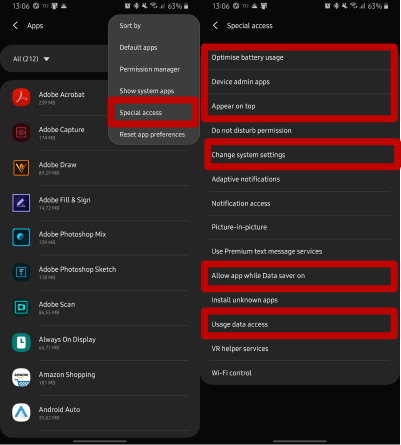 13:06
63%
Apps
All (212)
Adobe Acrobat
239 MB
Adobe Capture
174 MB
Adobe Draw
89,29 MB
Adobe Fill & Sign
14,72 MB
Adobe Photoshop Mix
199 MB
Adobe Photoshop Sketch
118 MB
Adobe Scan
86,55 MB
Always On Display
66,71 MB
Amazon Shopping
181 MB
Android Auto
35,82 MB
Sort by
Default apps
Permission manager
Show system apps
Special access
Reset app preferences
13:06
63%
Special access
Optimise battery usage
Device admin apps
Appear on top
Do not disturb permission
Change system settings
Adaptive notifications
Notification access
Picture-in-picture
Use Premium text message services
Allow app while Data saver on
Install unknown apps
Usage data access
VR helper services
Wi-Fi control